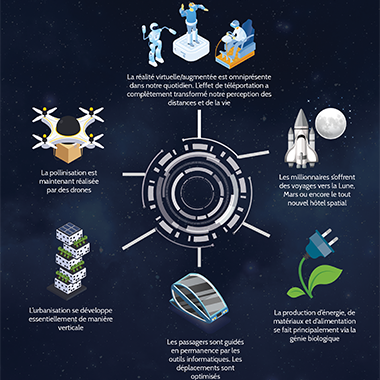 La réalité virtuelle/augmentée est omniprésente
dans notre quotidien. L'effet de téléportation a
complètement transformé notre perception des
distances et de la vie
La pollinisation est
maintenant réalisée
par des drones
Les millionnaires s'offrent
des voyages vers la Lune,
Mars ou encore le tout
nouvel hôtel spatial
L'urbanisation se développe
essentiellement de manière
verticale
La production d'énergie, de
matériaux et d'alimentation
se fait principalement via la
génie biologique
Les passagers sont guidés
en permanence par les
outils informatiques. Les
déplacements sont
optimisés